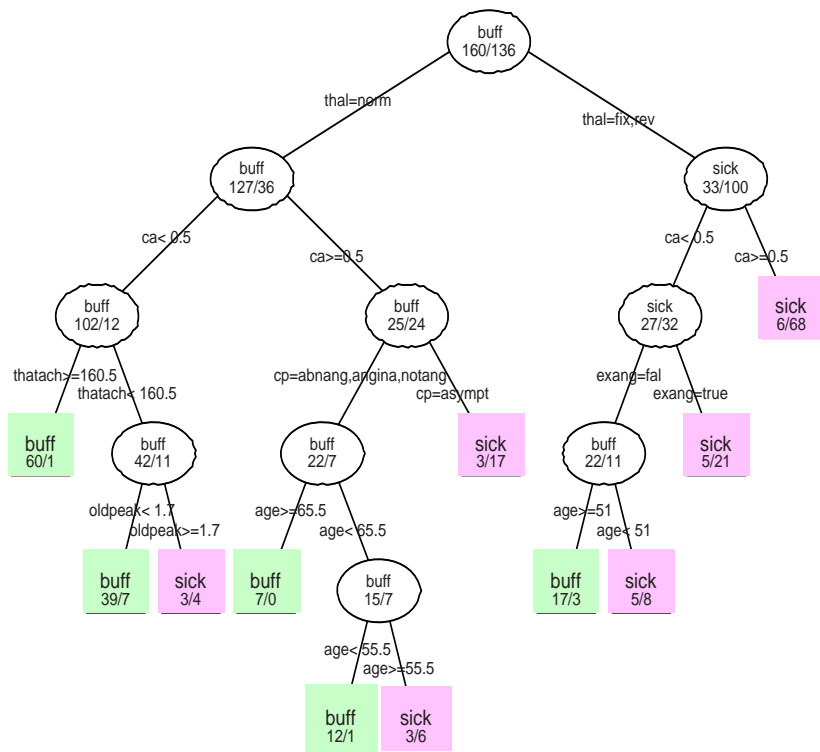 buff
160/136
thal=norm
thal=fix,rev
buff
127/36
sick
33/100
ca< 0.5
ca>=0.5
ca< 0.5
ca>=0.5
buff
102/12
buff
25/24
sick
27/32
sick
6/68
thatach>=160.5
thatach< 160.5
cp=abnang,angina,notang
cp=asympt
exang=fal
exang=true
buff
60/1
buff
42/11
buff
22/7
sick
3/17
buff
22/11
sick
5/21
oldpeak< 1.7
oldpeak>=1.7
age>=65.5
age< 65.5
age>=51
age< 51
buff
39/7
sick
3/4
buff
7/0
buff
15/7
buff
17/3
sick
5/8
age< 55.5
age>=55.5
buff
12/1
sick
3/6